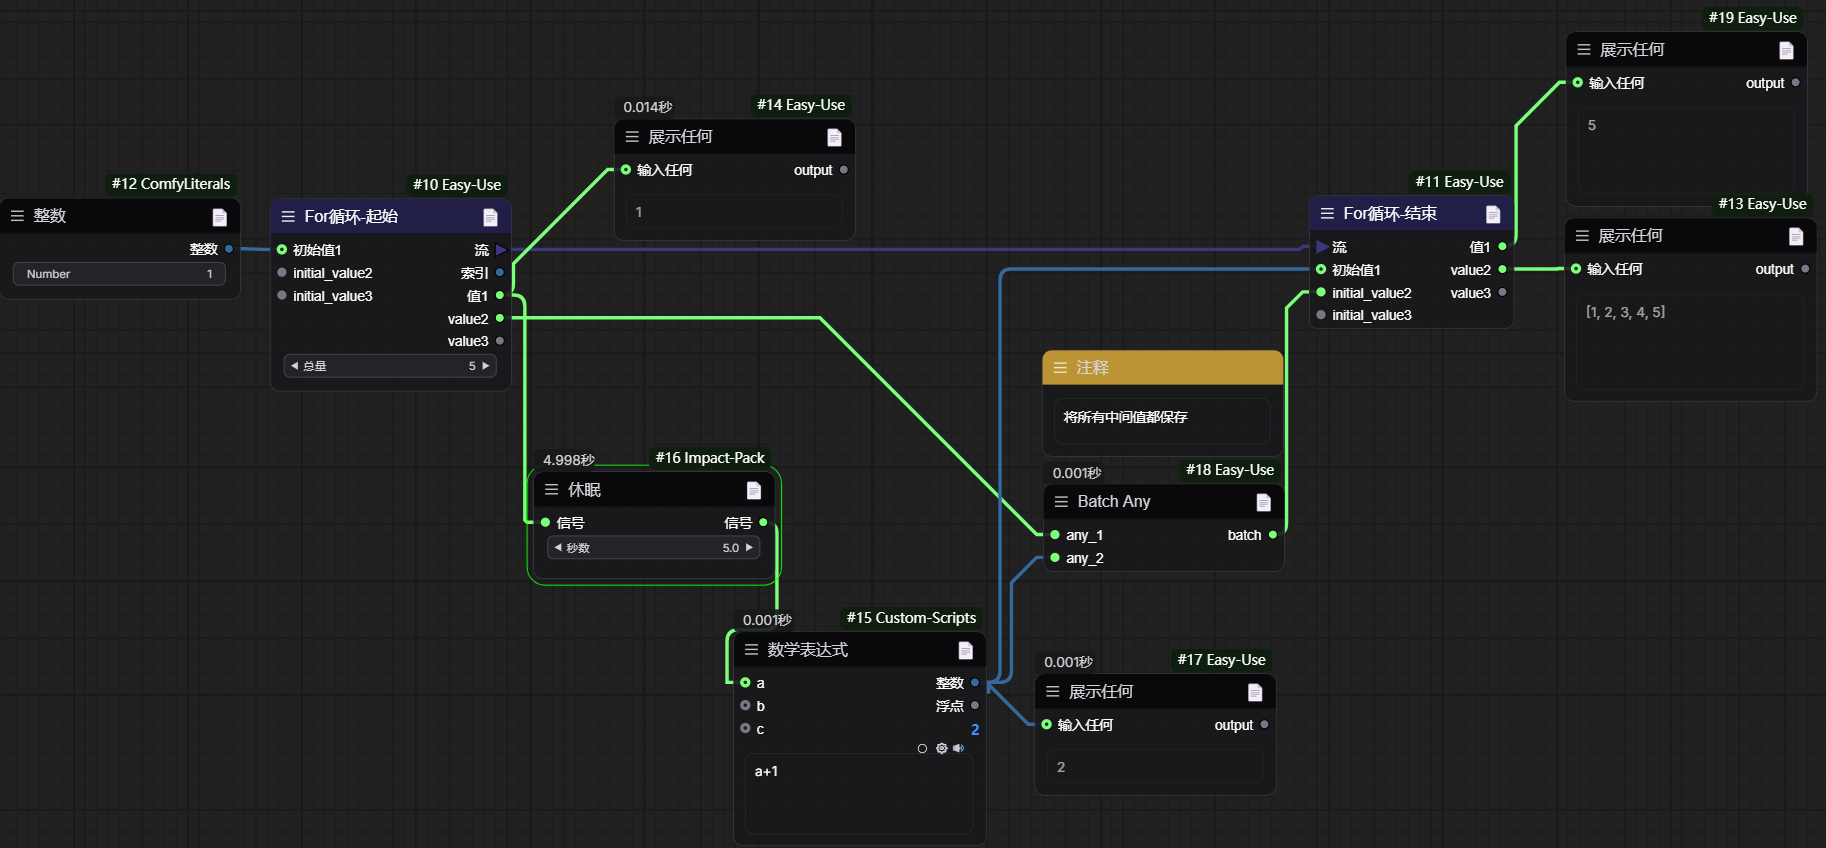 #12 ComfyLiterals
整数
整数
Number
1
#10 Easy-Use
For循环-起始
初始值1
流
initial_value2
索引
initial_value3
值1
value2
value3
总量
5
0.014秒
#14 Easy-Use
展示任何
输入任何
output
1
4.998秒
#16 Impact-Pack
休眠
信号
信号
秒数
5.0
0.001秒
#15 Custom-Scripts
数学表达式
a
整数
b
浮点
c
2
a+1
注释
将所有中间值都保存
0.001秒
#18 Easy-Use
Batch Any
any_1
batch
any_2
0.001秒
#17 Easy-Use
展示任何
输入任何
output
2
#11 Easy-Use
For循环-结束
流
值1
初始值1
value2
initial_value2
value3
initial_value3
#19 Easy-Use
展示任何
输入任何
output
5
#13 Easy-Use
展示任何
输入任何
output
[1, 2, 3, 4, 5]